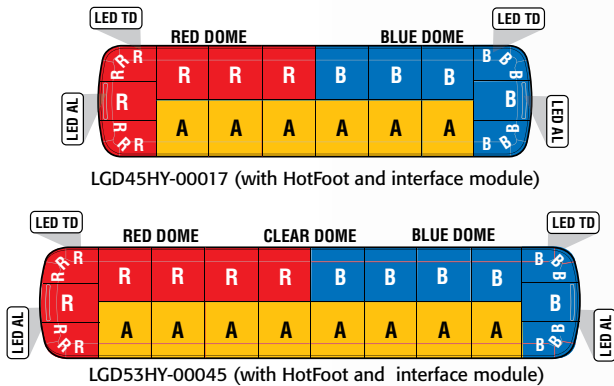 LED TD
LED TD
RED DOME
BLUE DOME
R R R
R R R B B B
B B B
R
B
LED AL
LED AL
A A A A A A
R R R
B B B
LGD45HY-00017 (with HotFoot and interface module)
LED TD
LED TD
RED DOME
CLEAR DOME
BLUE DOME
R R R
R R R R B B B B
B B B
R
B
LED AL
LED AL
A A A A A A A A
R R R
B B B
LGD53HY-00045 (with HotFoot and interface module)